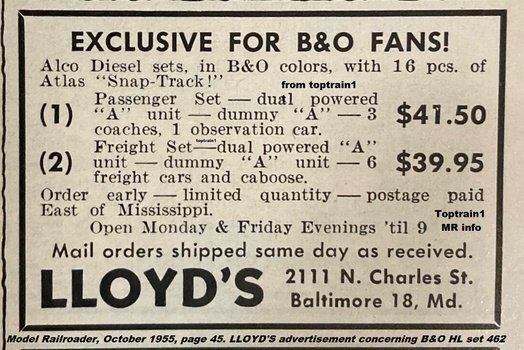 EXCLUSIVE FOR B&O FANS!
Alco Diesel sets, in B&O colors, with 16 pcs. of
Atlas "Snap-Track!"
from toptrain1
(1) Passenger Set — dual powered
"A" unit — dummy "A" — 3
coaches, 1 observation car.
$41.50
toptrain1
(2) Freight Set — dual powered "A"
unit — dummy "A" unit — 6
freight cars and caboose.
$39.95
Order early — limited quantity — postage paid
East of Mississippi.
Toptrain1
MR info
Open Monday & Friday Evenings 'til 9
Mail orders shipped same day as received.
LLOYD'S
2111 N. Charles St.
Baltimore 18, Md.
Model Railroader, October 1955, page 45. LLOYD'S advertisement concerning B&O HL set 462